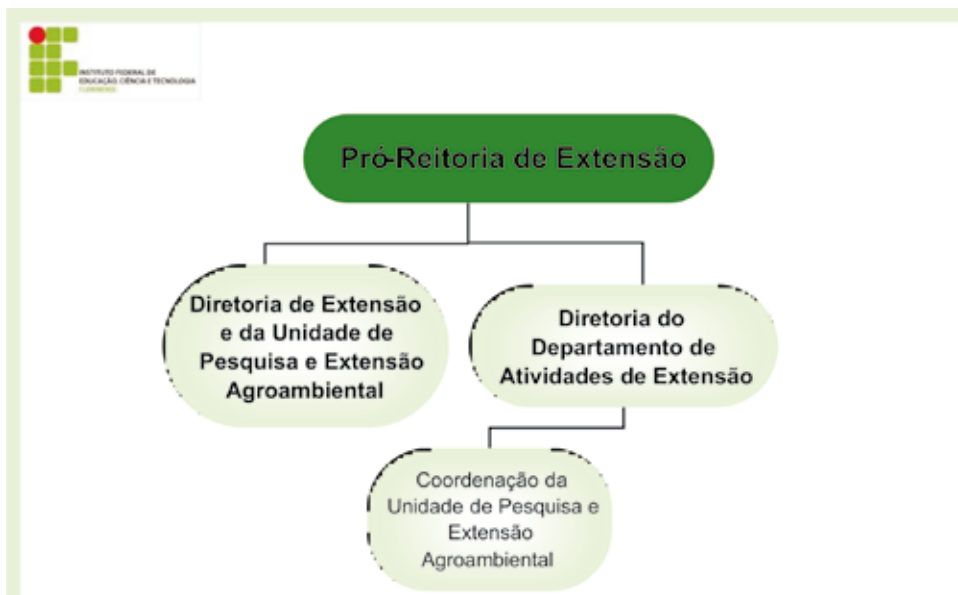 INSTITUTO FEDERAL DE
EDUCAÇÃO, CIÊNCIA E TECNOLOGIA
FLUMINENSE
Pró-Reitoria de Extensão
Diretoria de Extensão
e da Unidade de
Pesquisa e Extensão
Agroambiental
Diretoria do
Departamento de
Atividades de Extensão
Coordenação da
Unidade de Pesquisa e
Extensão
Agroambiental